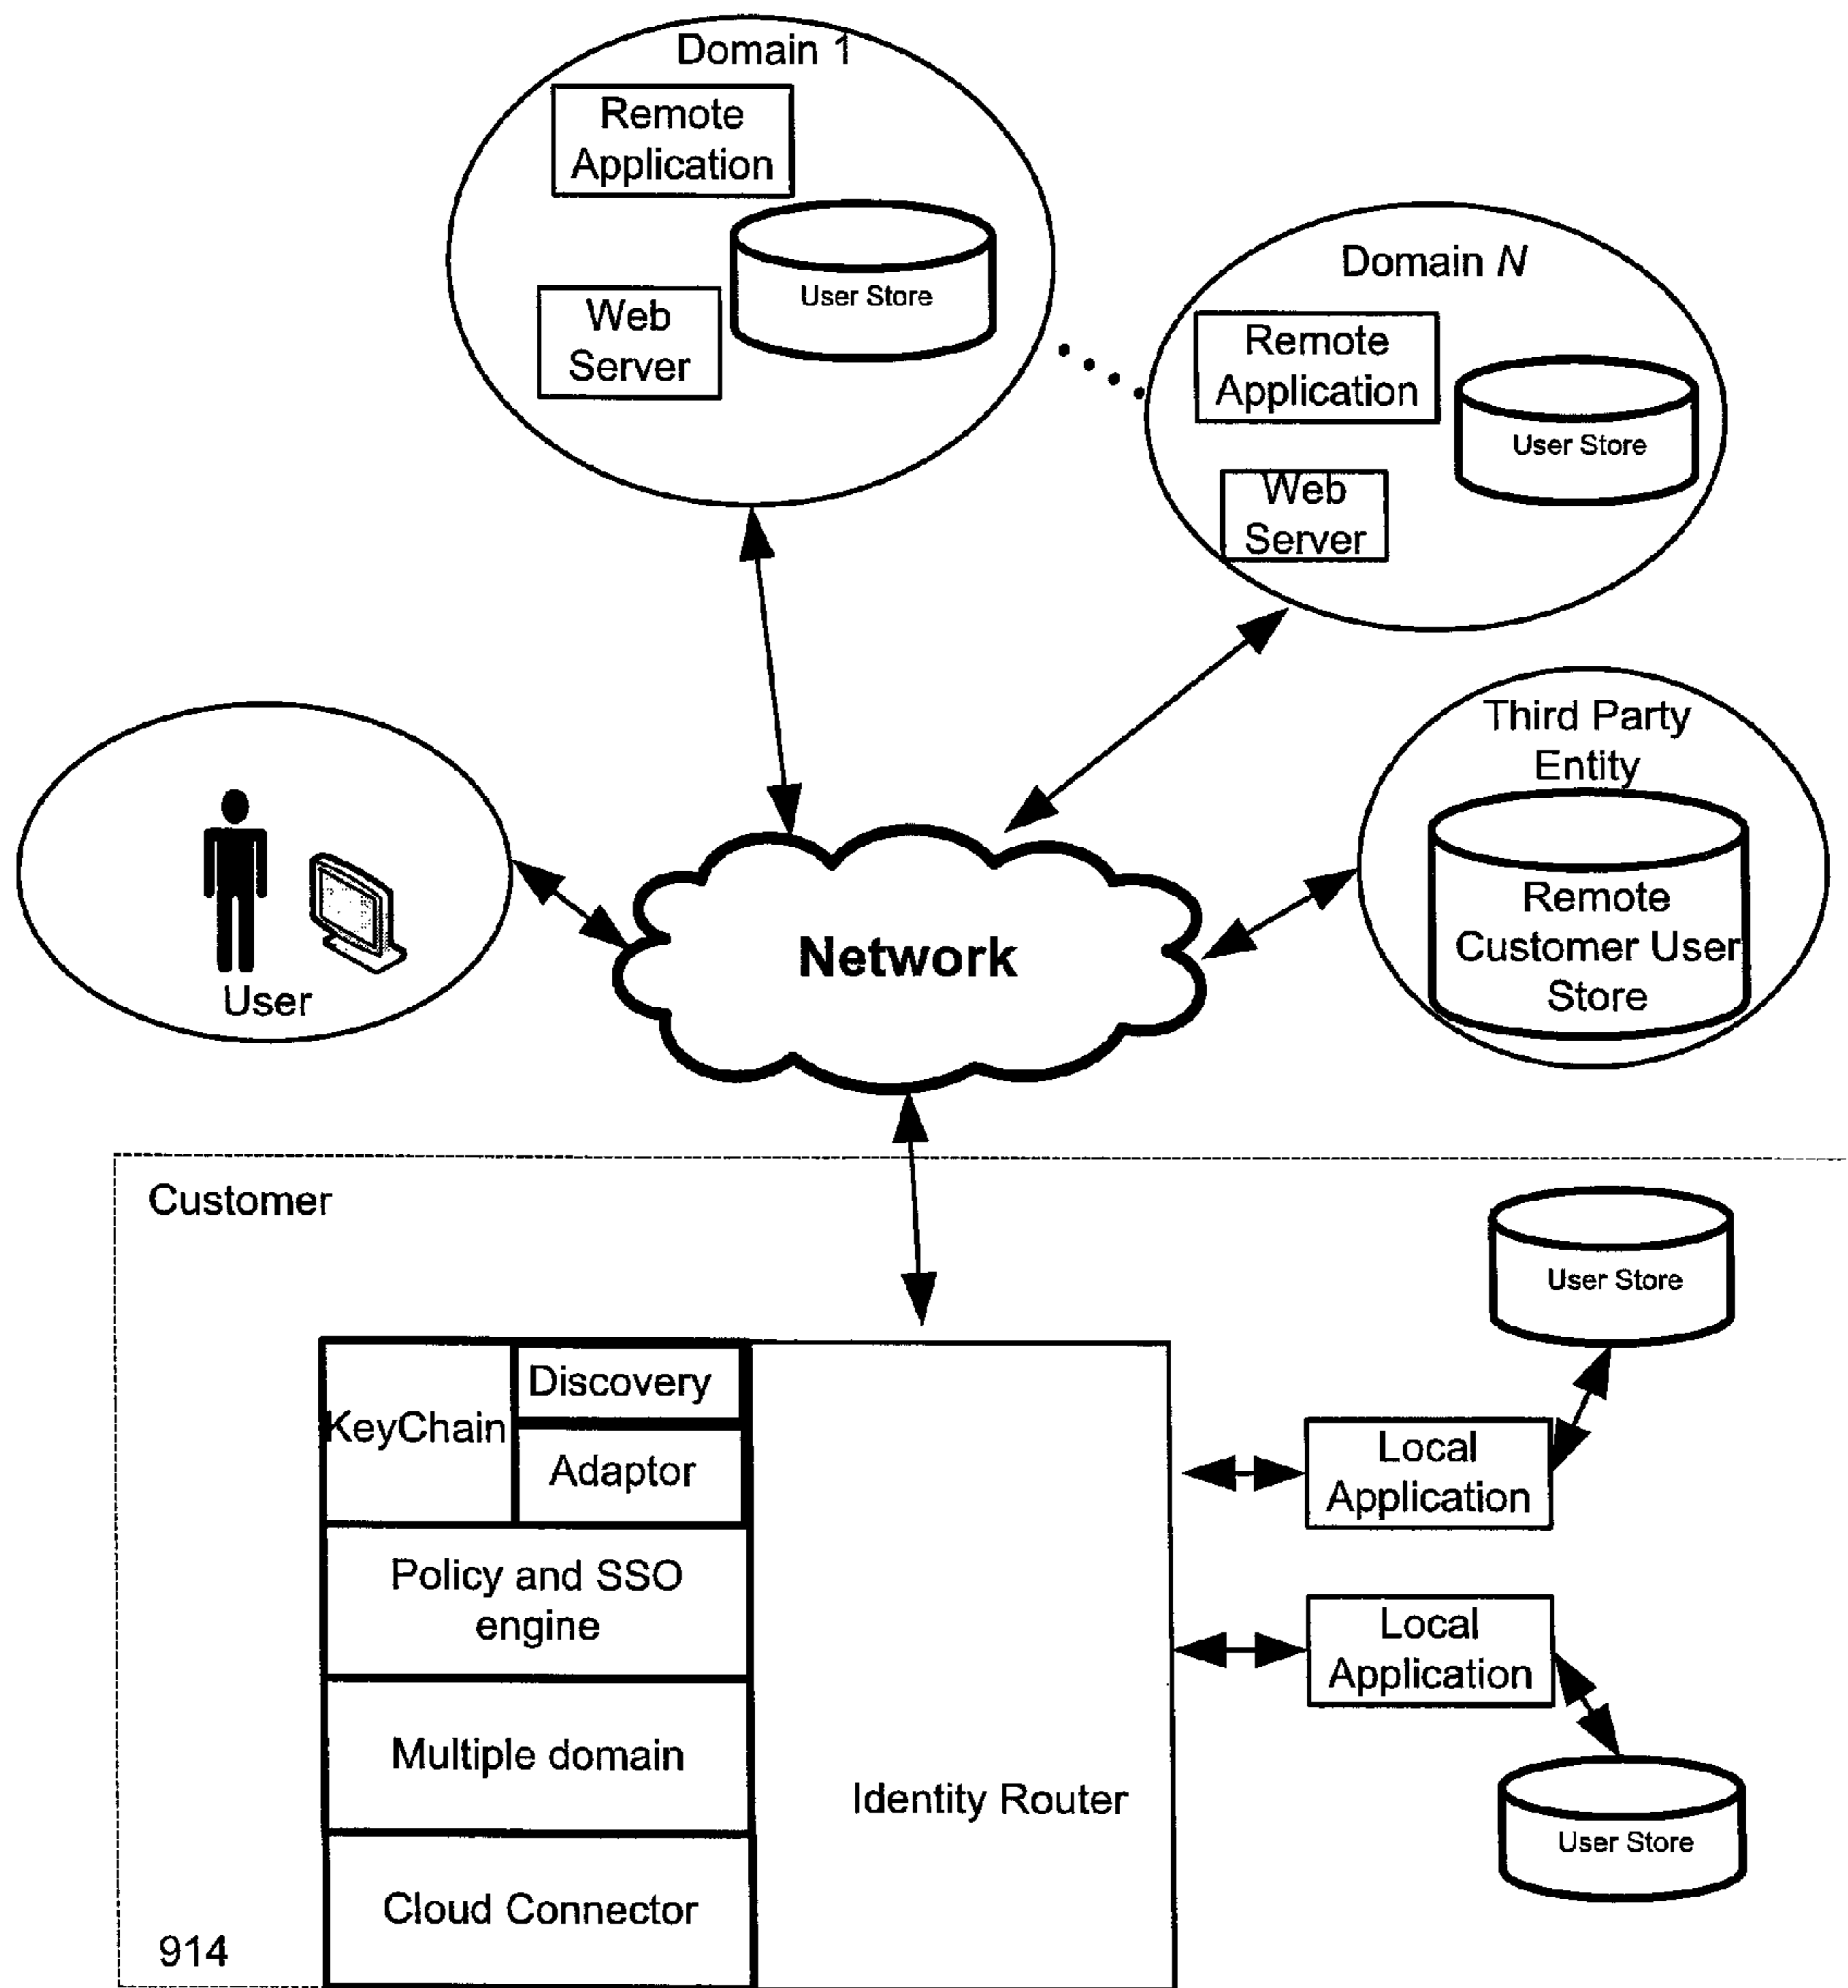 Domain 1
Remote
Application
User Store
Web
Server
Domain N
Remote
Application
User Store
Web
Server
Third Party
Entity
Remote
Customer User
Store
User
Network
Customer
User Store
KeyChain
Discovery
Adaptor
Local
Application
Policy and SSO
engine
Local
Application
Multiple domain
Identity Router
User Store
Cloud Connector
914